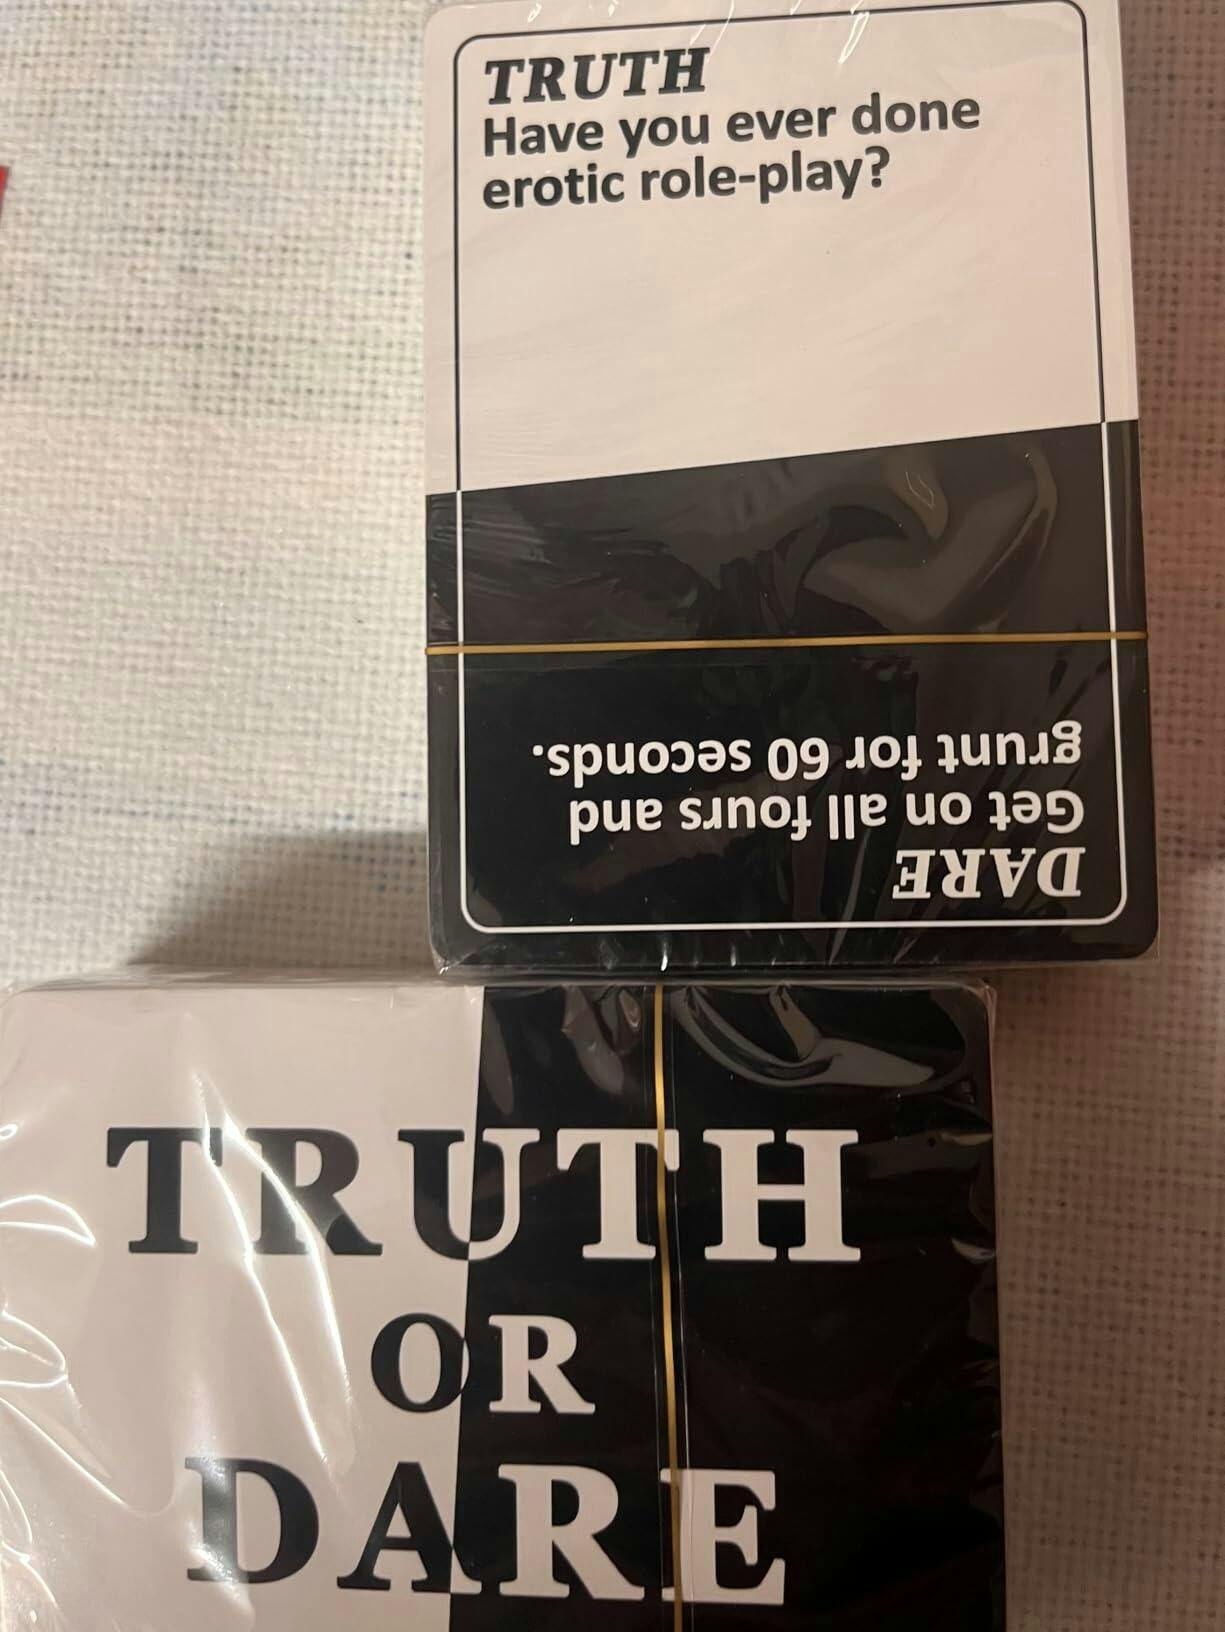 TRUTH
Have you ever done
erotic role-play?
DARE
Get on all fours and
grunt for 60 seconds.
TRUTH
OR
DARE